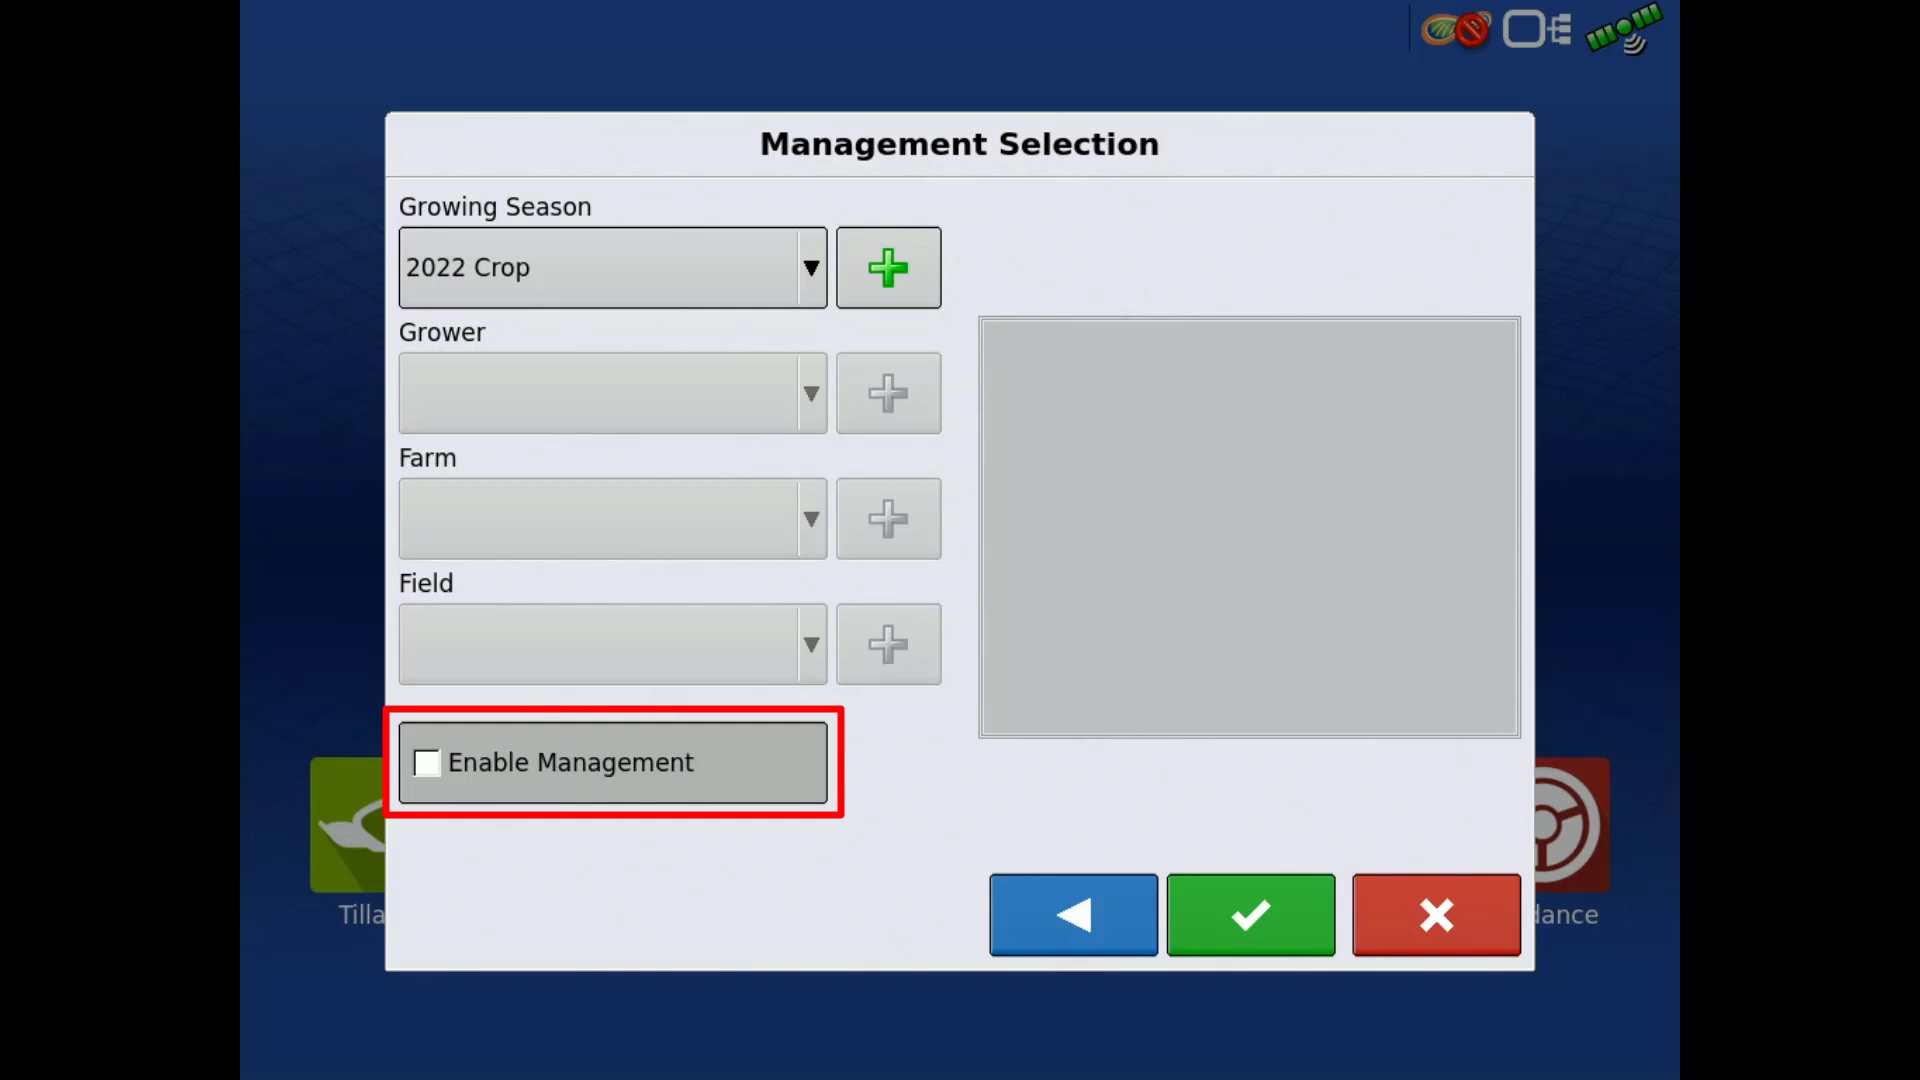 Management Selection
Growing Season
2022 Crop
Grower
Farm
Field
Enable Management
Tilla
dance